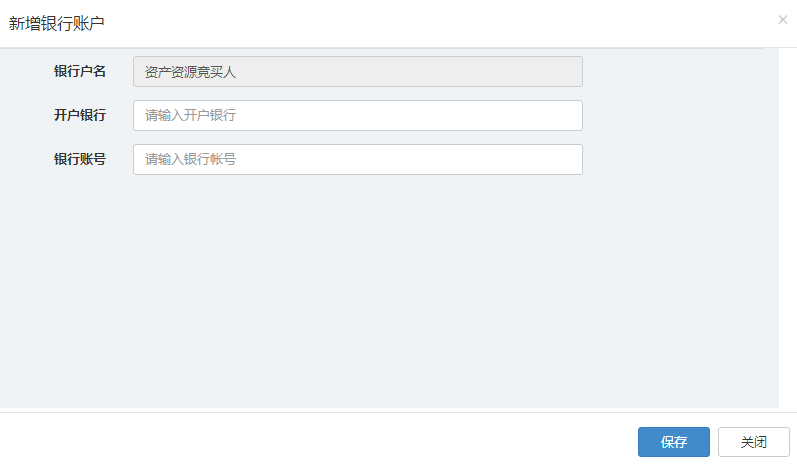 新增银行账户
×
银行户名 资产资源竞买人
开户银行 请输入开户银行
银行账号 请输入银行帐号
保存 关闭